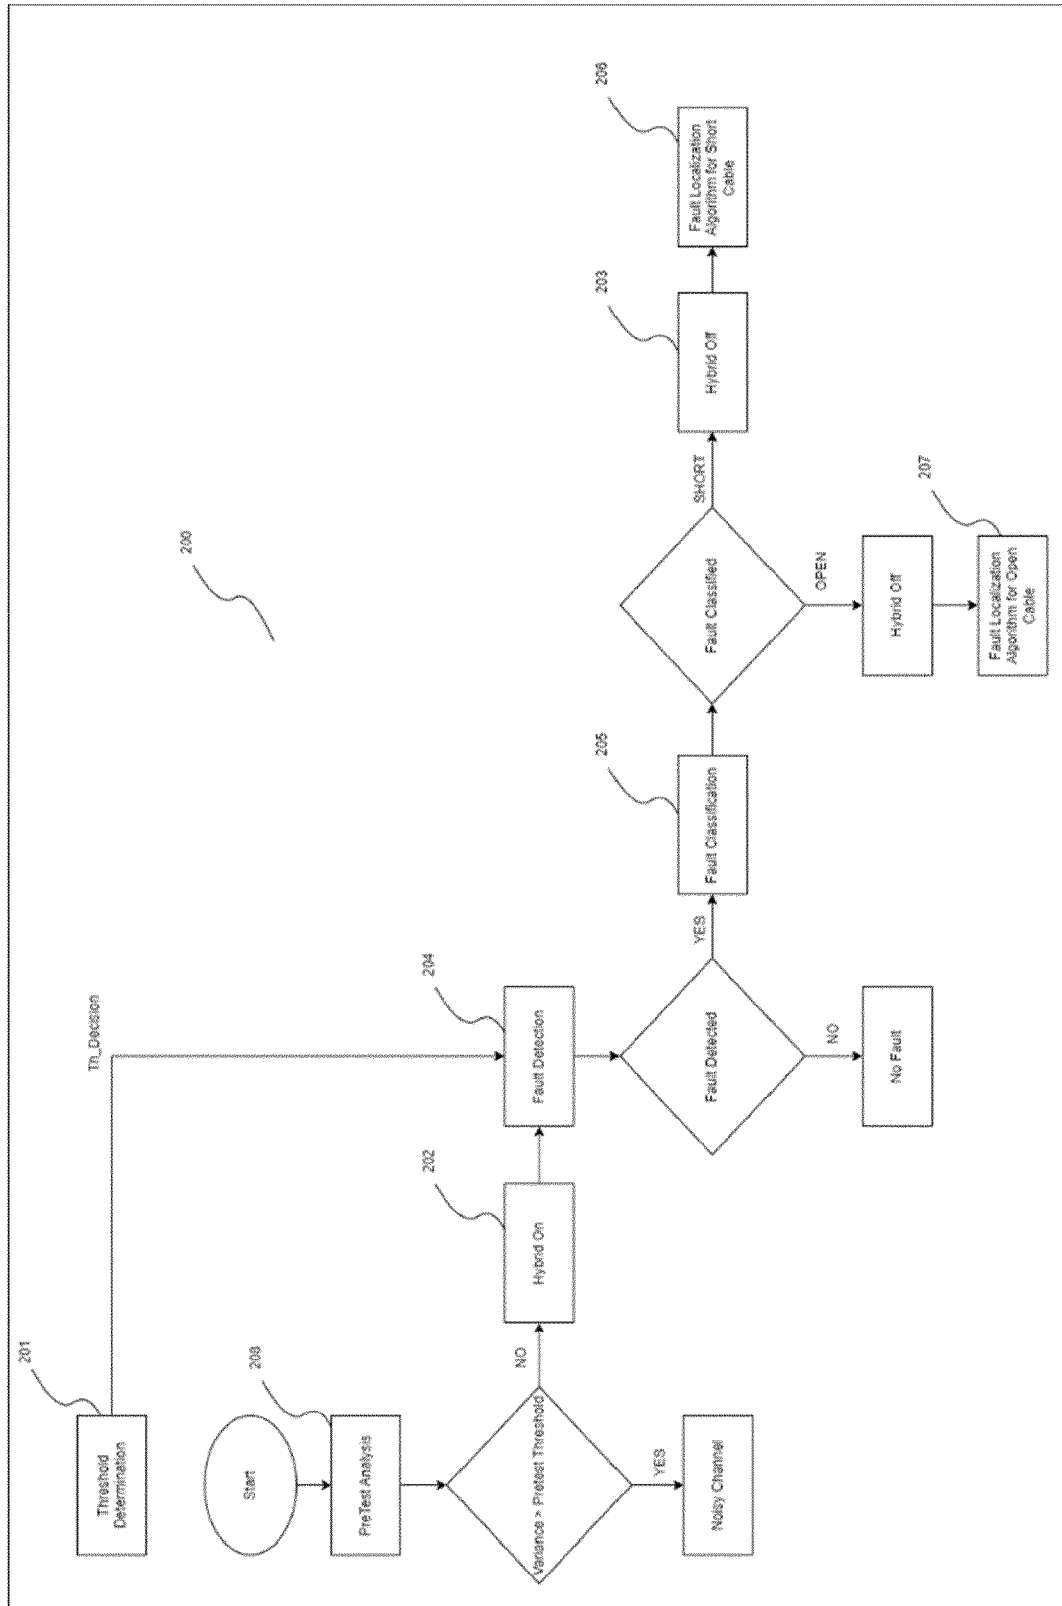 200
201
Threshold
Determination
Th_Decision
Start
208
PreTest Analysis
Variance > Pretest Threshold
NO
YES
Noisy Channel
202
Hybrid On
204
Fault Detection
Fault Detected
YES
NO
No Fault
205
Fault Classification
Fault Classified
SHORT
OPEN
203
Hybrid Off
206
Fault Localization
Algorithm for Short
Cable
Hybrid Off
207
Fault Localization
Algorithm for Open
Cable